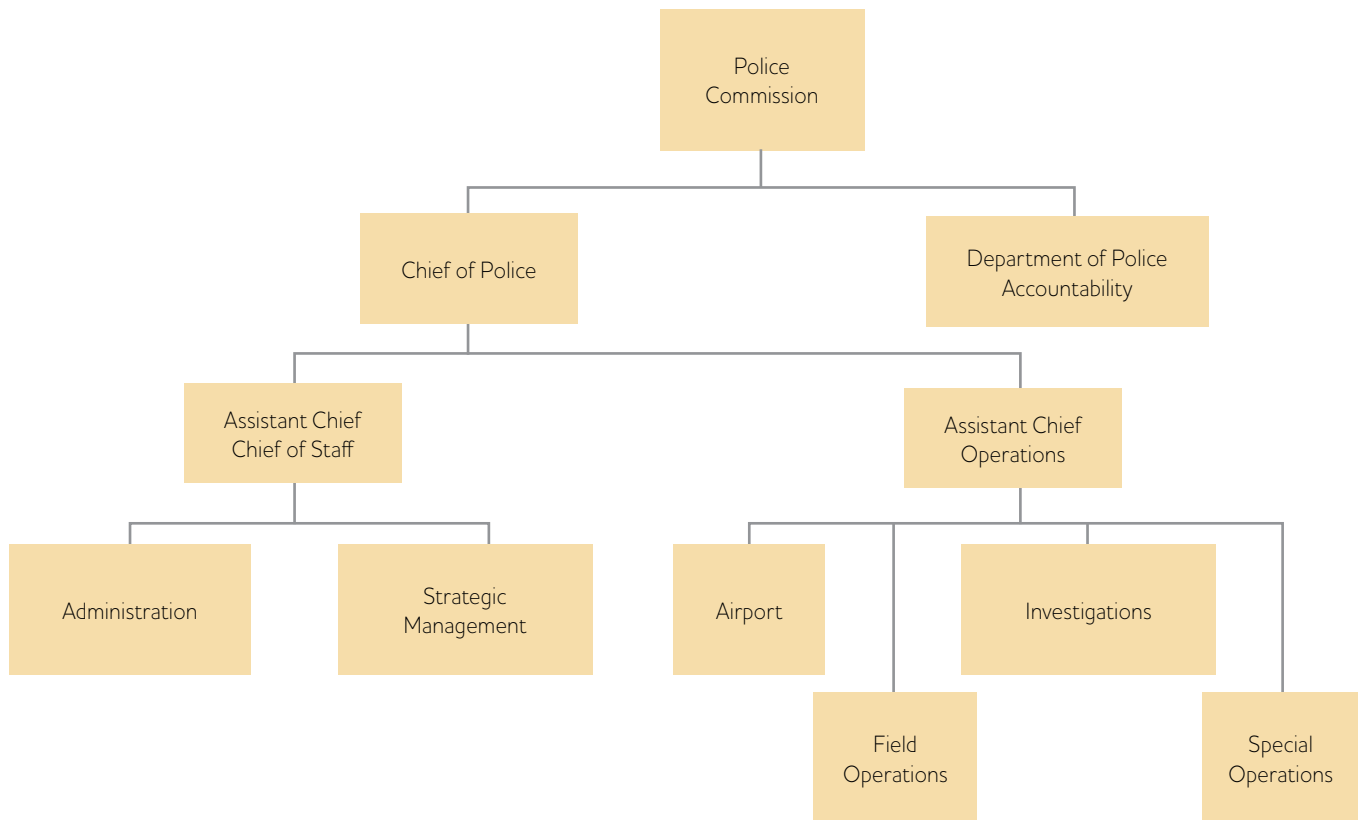 Police
Commission
Chief of Police
Department of Police
Accountability
Assistant Chief
Chief of Staff
Assistant Chief
Operations
Administration
Strategic
Management
Airport
Investigations
Field
Operations
Special
Operations